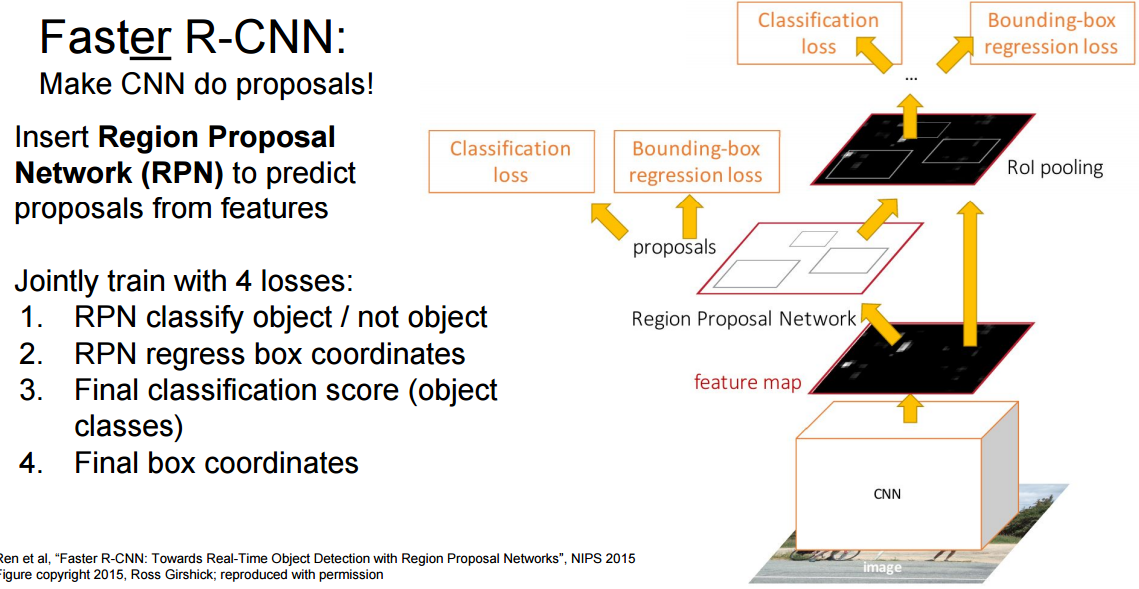 Faster R-CNN:
Make CNN do proposals!
Insert Region Proposal
Network (RPN) to predict
proposals from features
Jointly train with 4 losses:
1. RPN classify object / not object
2. RPN regress box coordinates
3. Final classification score (object
classes)
4. Final box coordinates
Classification
loss
Bounding-box
regression loss
...
Classification
loss
Bounding-box
regression loss
RoI pooling
proposals
Region Proposal Network
feature map
CNN
image
Ren et al, “Faster R-CNN: Towards Real-Time Object Detection with Region Proposal Networks”, NIPS 2015
Figure copyright 2015, Ross Girshick; reproduced with permission